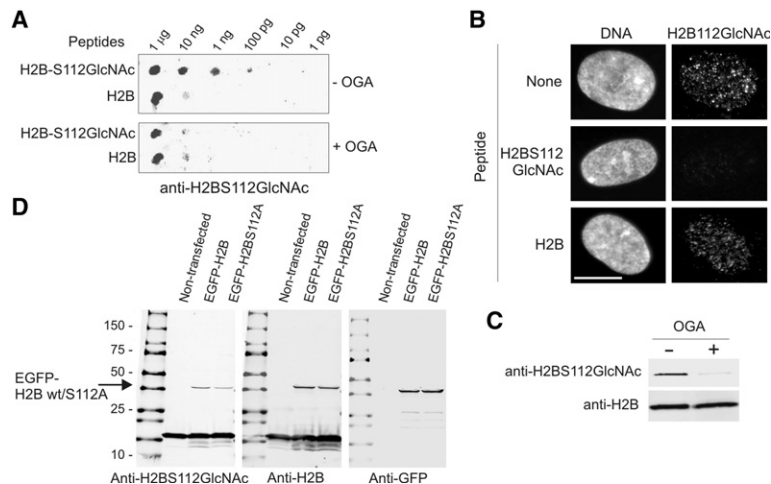 A
Peptides
1 µg
10 ng
1 ng
100 pg
10 pg
1 pg
H2B-S112GlcNAc
H2B
- OGA
H2B-S112GlcNAc
H2B
+ OGA
anti-H2BS112GlcNAc
B
DNA
H2B112GlcNAc
Peptide
None
H2BS112
GlcNAc
H2B
C
OGA
– +
anti-H2BS112GlcNAc
anti-H2B
D
Non-transfected
EGFP-H2B
EGFP-H2BS112A
Non-transfected
EGFP-H2B
EGFP-H2BS112A
Non-transfected
EGFP-H2B
EGFP-H2BS112A
150 -
75 -
50 -
25 -
10 -
EGFP-
H2B wt/S112A
Anti-H2BS112GlcNAc
Anti-H2B
Anti-GFP